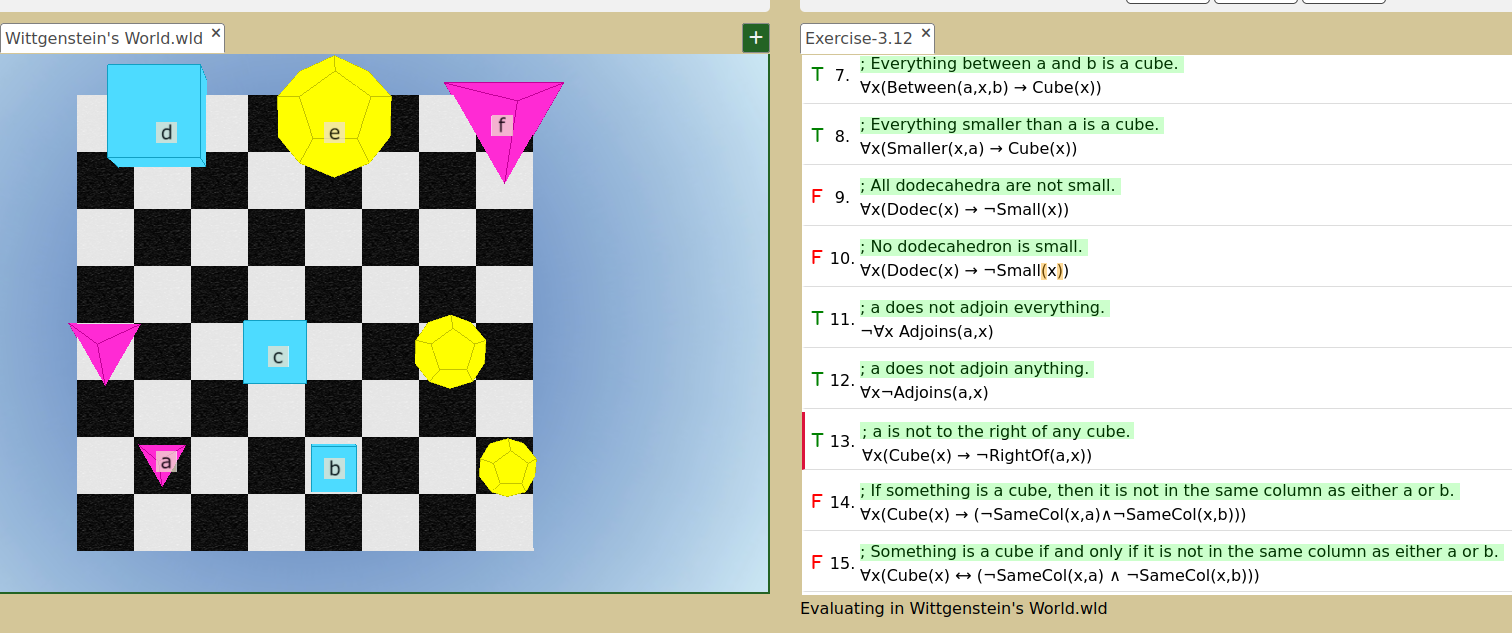 Wittgenstein's World.wld ×
+
d
e
f
c
a
b
Exercise-3.12 ×
T 7. ; Everything between a and b is a cube.
∀x(Between(a,x,b) → Cube(x))
T 8. ; Everything smaller than a is a cube.
∀x(Smaller(x,a) → Cube(x))
F 9. ; All dodecahedra are not small.
∀x(Dodec(x) → ¬Small(x))
F 10. ; No dodecahedron is small.
∀x(Dodec(x) → ¬Small(x))
T 11. ; a does not adjoin everything.
¬∀x Adjoins(a,x)
T 12. ; a does not adjoin anything.
∀x¬Adjoins(a,x)
T 13. ; a is not to the right of any cube.
∀x(Cube(x) → ¬RightOf(a,x))
F 14. ; If something is a cube, then it is not in the same column as either a or b.
∀x(Cube(x) → (¬SameCol(x,a)∧¬SameCol(x,b)))
F 15. ; Something is a cube if and only if it is not in the same column as either a or b.
∀x(Cube(x) ↔ (¬SameCol(x,a) ∧ ¬SameCol(x,b)))
Evaluating in Wittgenstein's World.wld